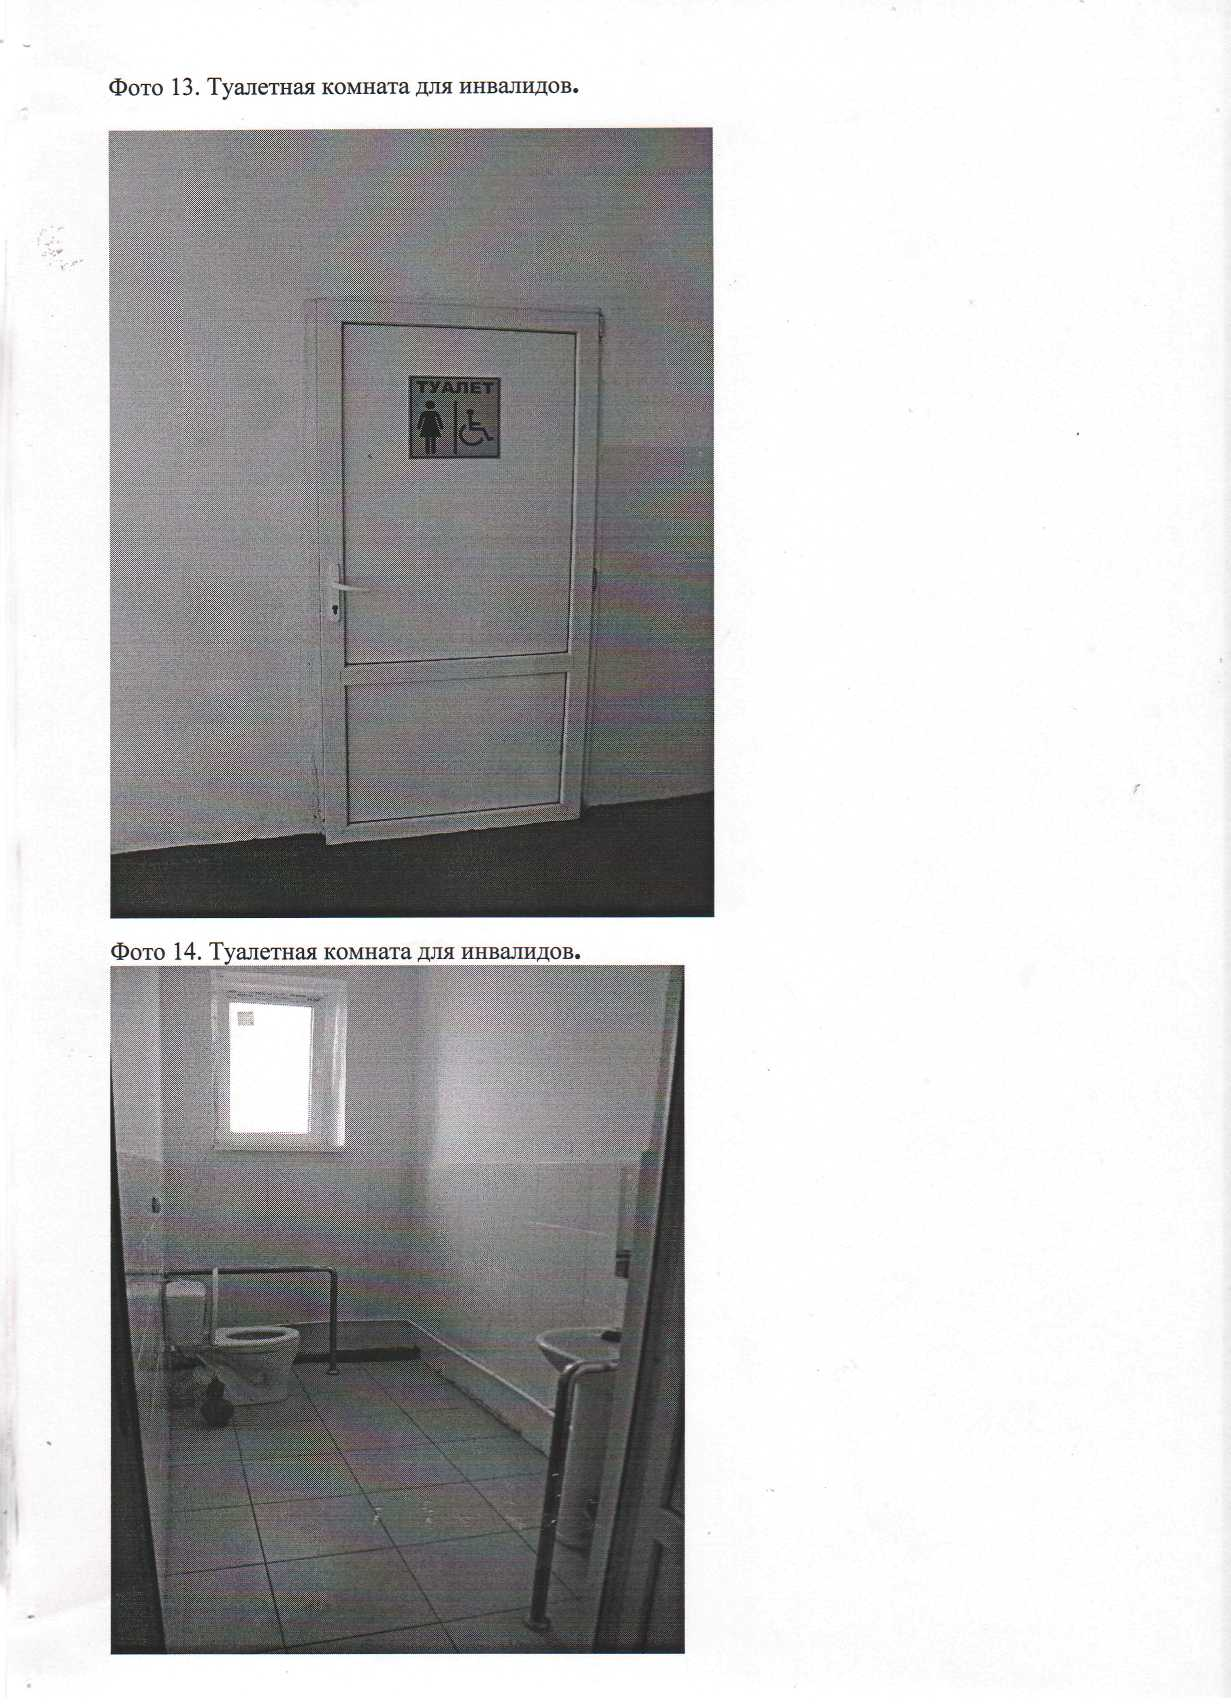 Фото 13. Туалетная комната для инвалидов.
ТУАЛЕТ
Фото 14. Туалетная комната для инвалидов.